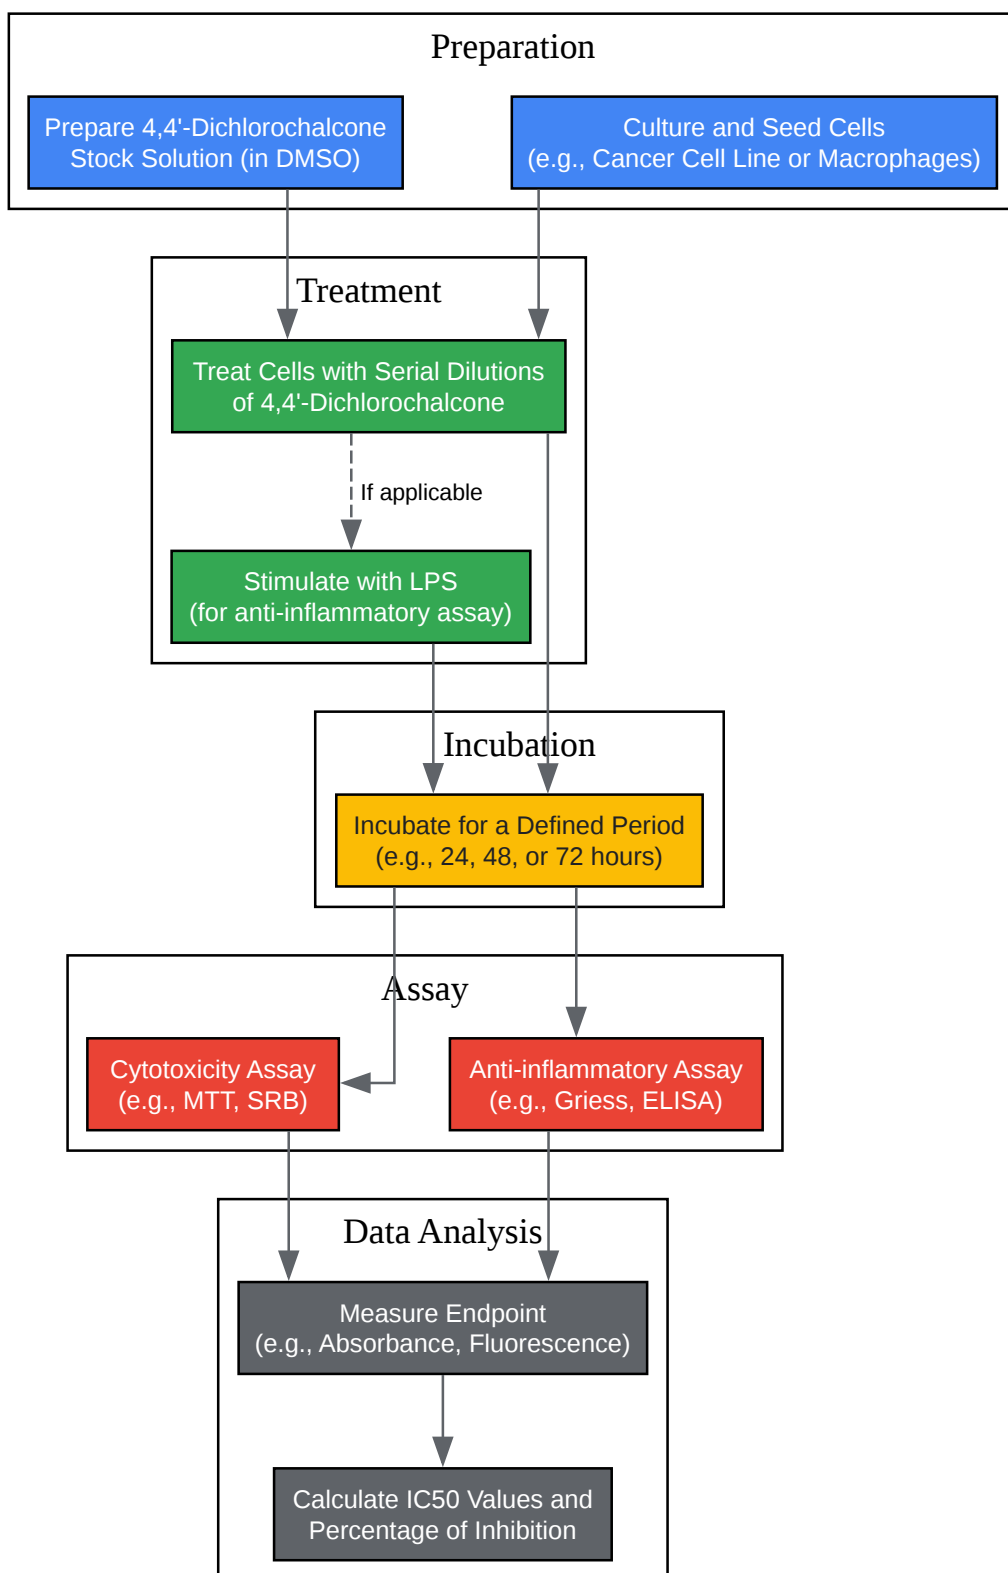 Preparation
Prepare 4,4'-Dichlorochalcone
Stock Solution (in DMSO)
Culture and Seed Cells
(e.g., Cancer Cell Line or Macrophages)
Treatment
Treat Cells with Serial Dilutions
of 4,4'-Dichlorochalcone
If applicable
Stimulate with LPS
(for anti-inflammatory assay)
Incubation
Incubate for a Defined Period
(e.g., 24, 48, or 72 hours)
Assay
Cytotoxicity Assay
(e.g., MTT, SRB)
Anti-inflammatory Assay
(e.g., Griess, ELISA)
Data Analysis
Measure Endpoint
(e.g., Absorbance, Fluorescence)
Calculate IC50 Values and
Percentage of Inhibition